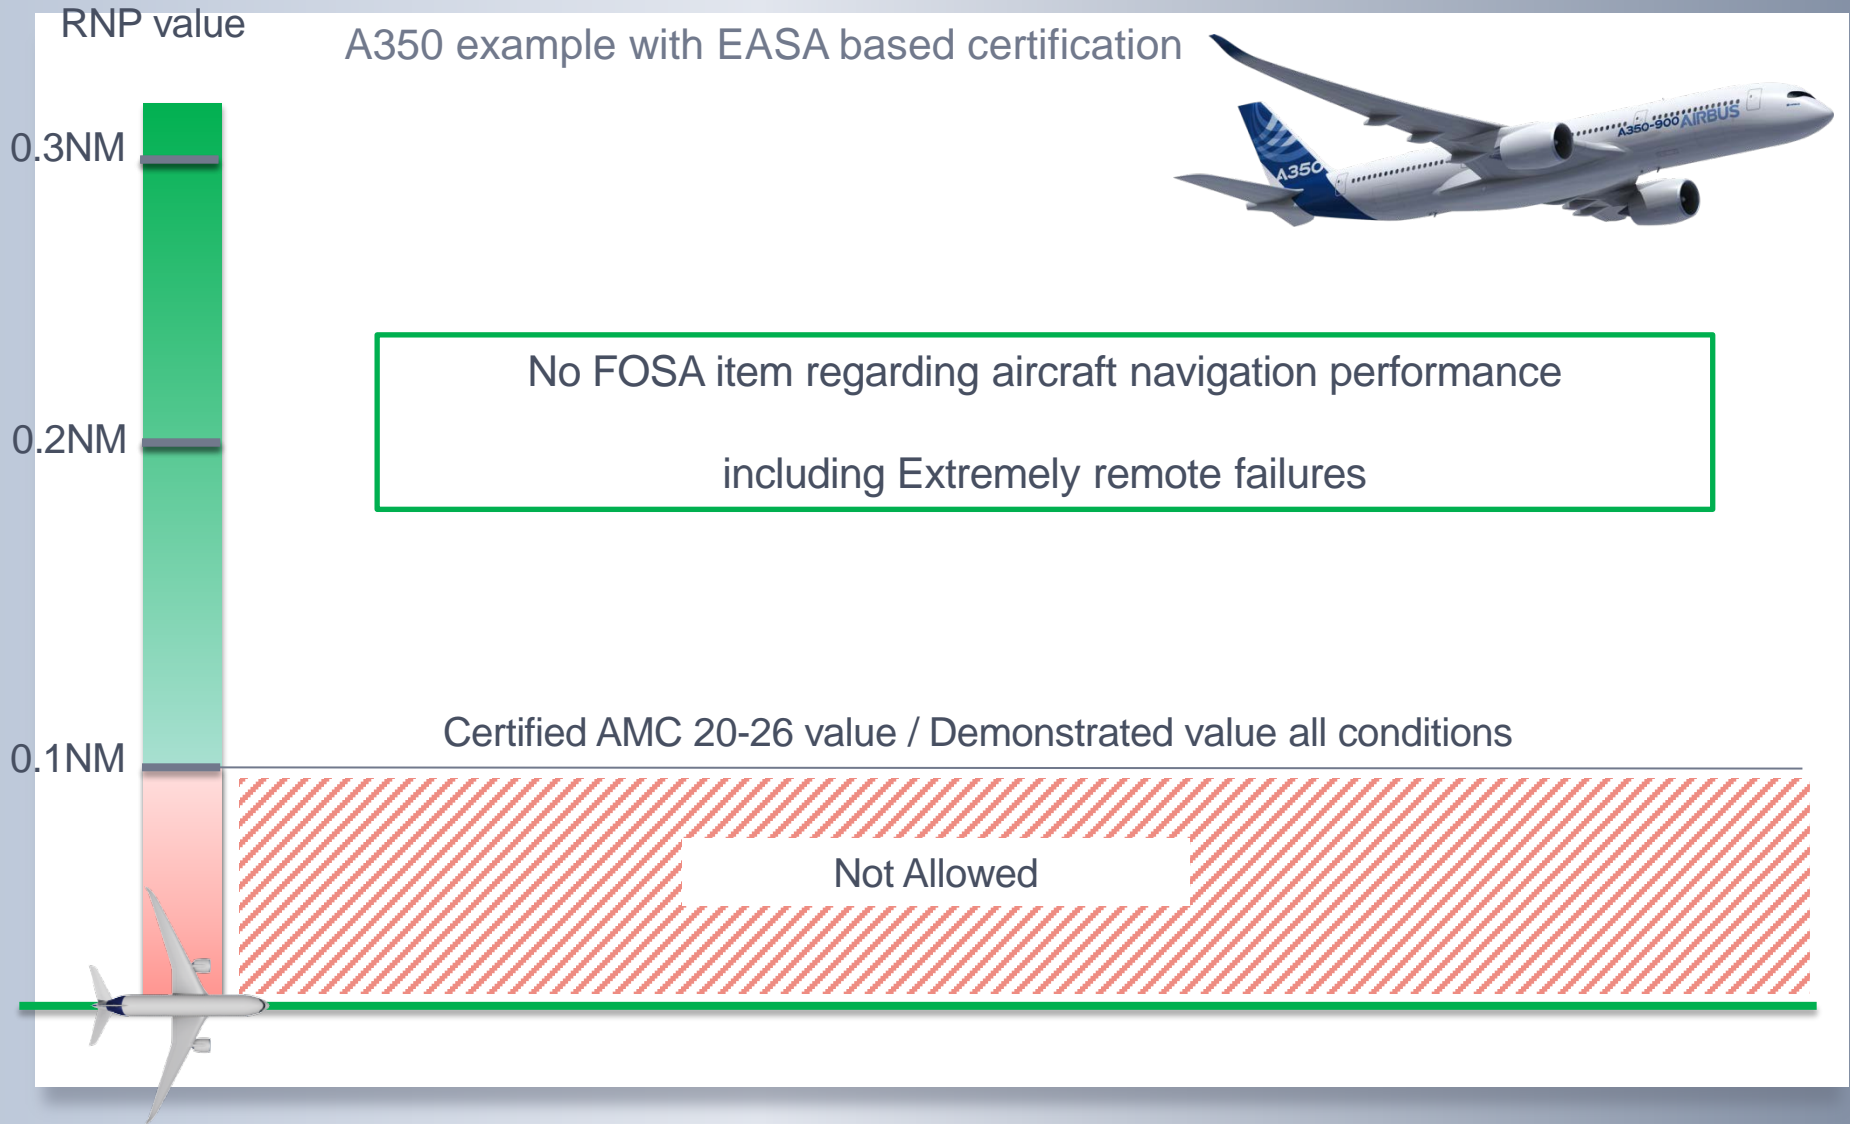 RNP value
A350 example with EASA based certification
A350-900 AIRBUS
A350
0.3NM
No FOSA item regarding aircraft navigation performance
including Extremely remote failures
0.2NM
Certified AMC 20-26 value / Demonstrated value all conditions
0.1NM
Not Allowed